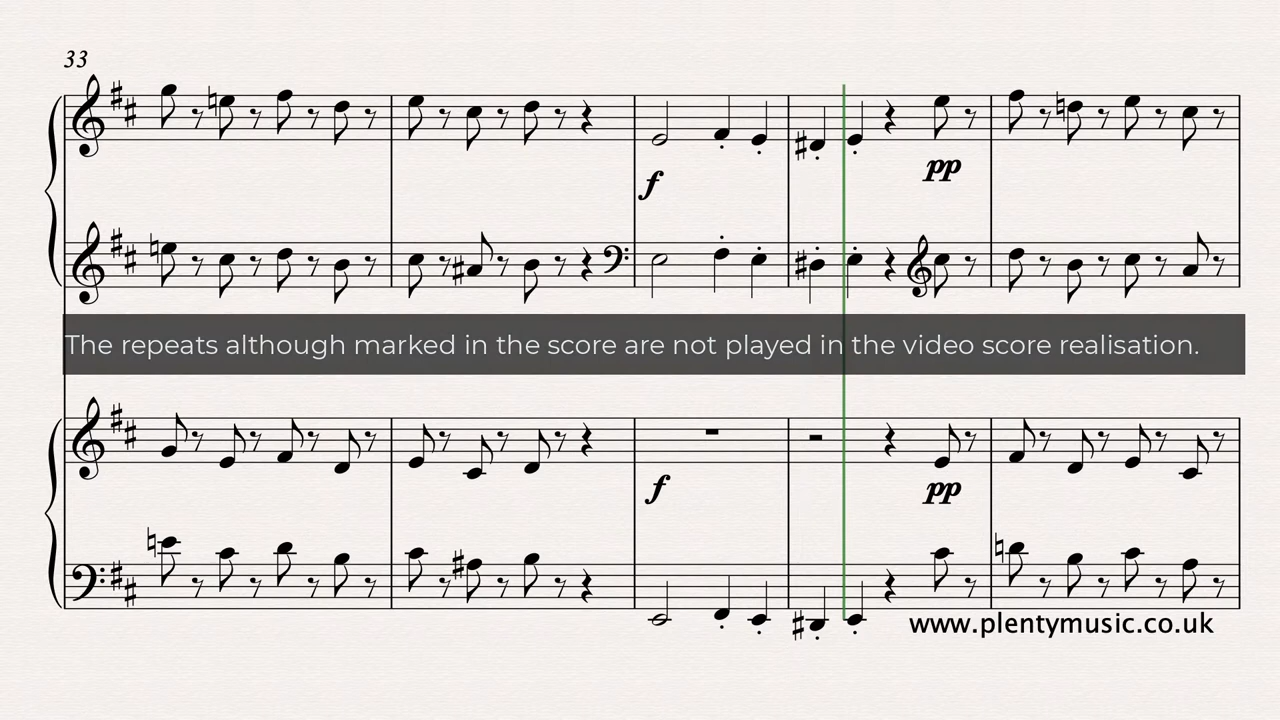 33
f
pp
The repeats although marked in the score are not played in the video score realisation.
f
pp
www.plentymusic.co.uk